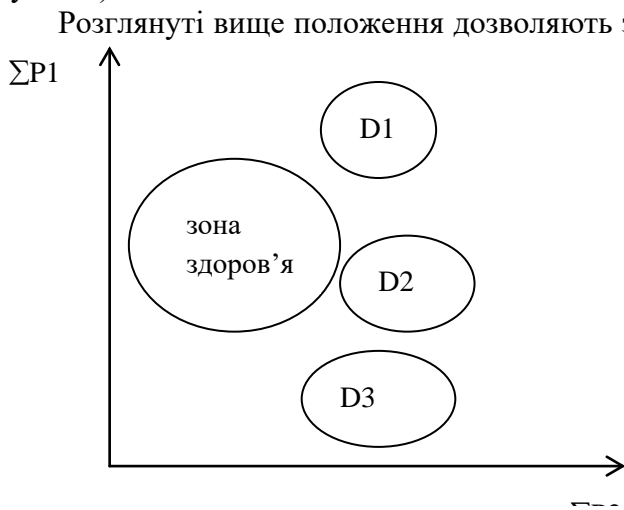 Розглянуті вище положення дозволяють
∑P1
D1
зона
здоров’я
D2
D3